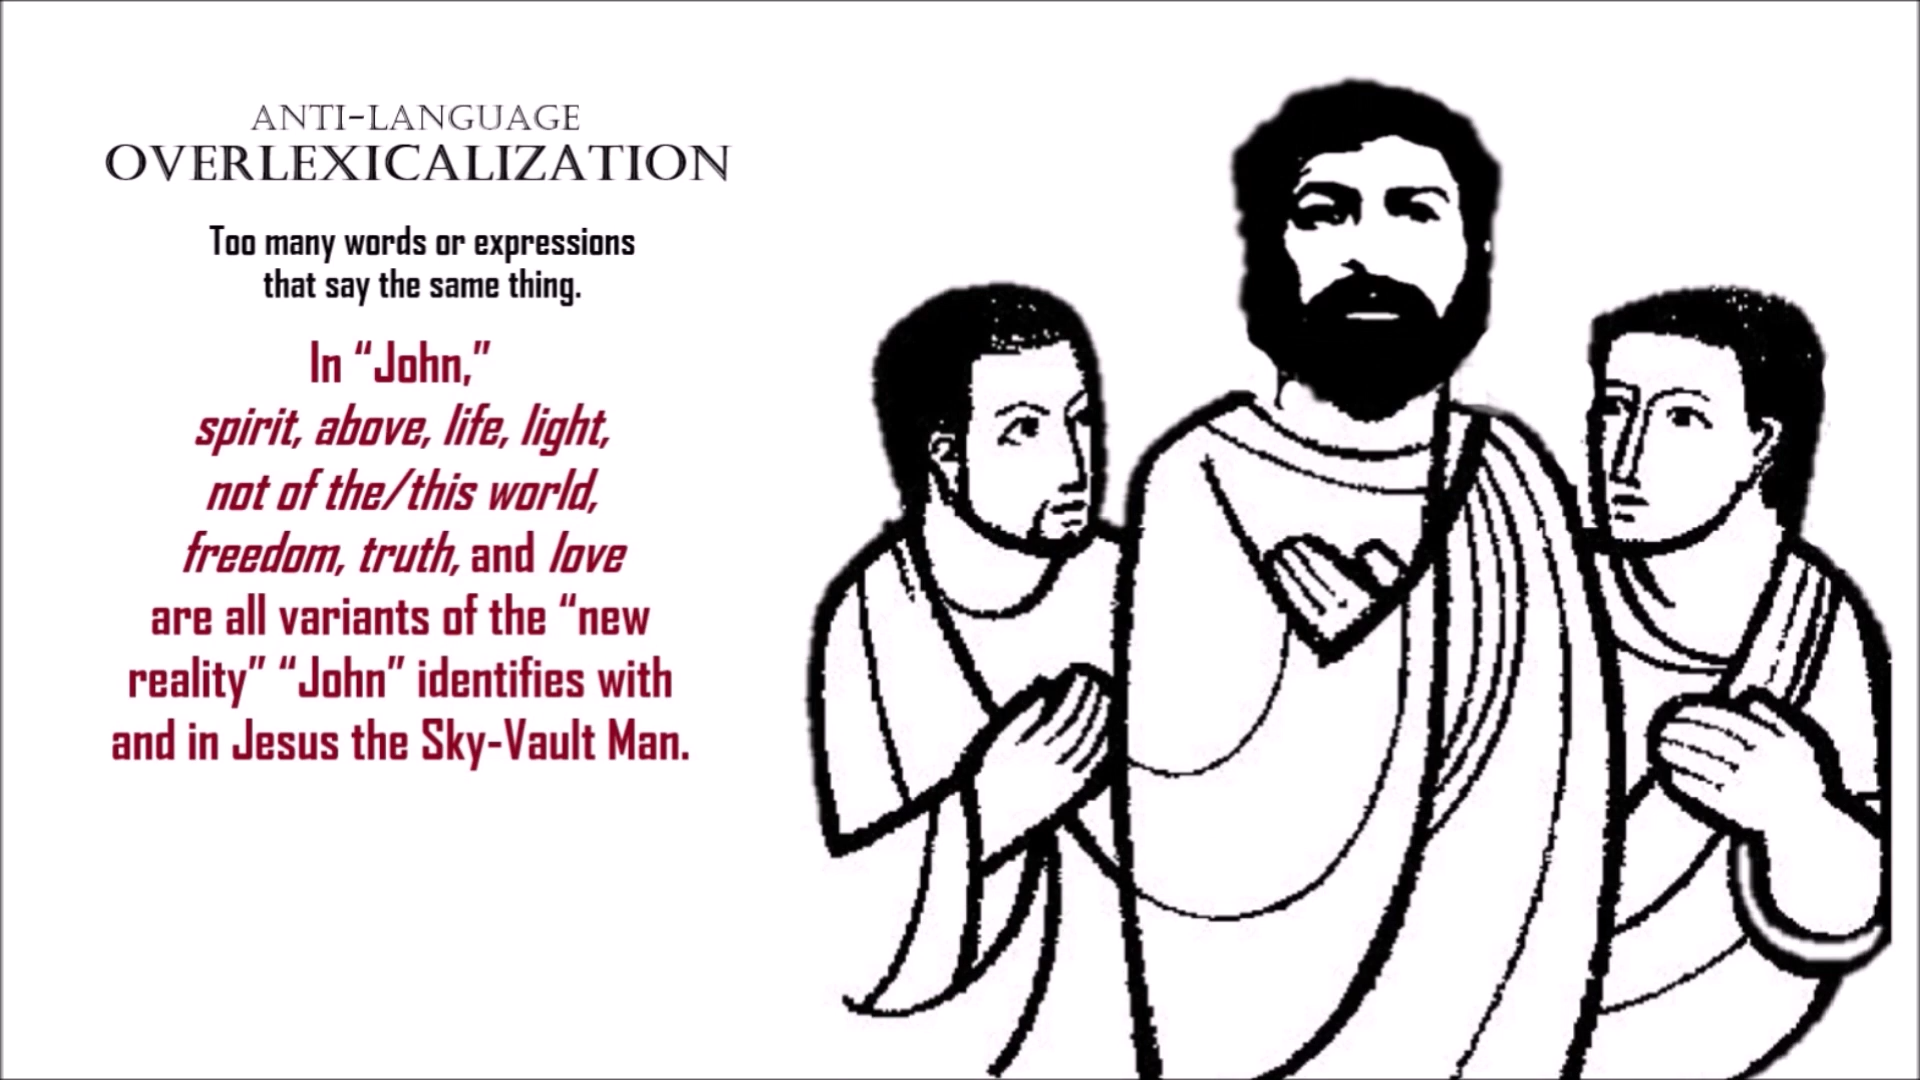 ANTI-LANGUAGE
OVERLEXICALIZATION
Too many words or expressions
that say the same thing.
In “John,”
spirit, above, life, light,
not of the/this world,
freedom, truth, and love
are all variants of the “new
reality” “John” identifies with
and in Jesus the Sky-Vault Man.